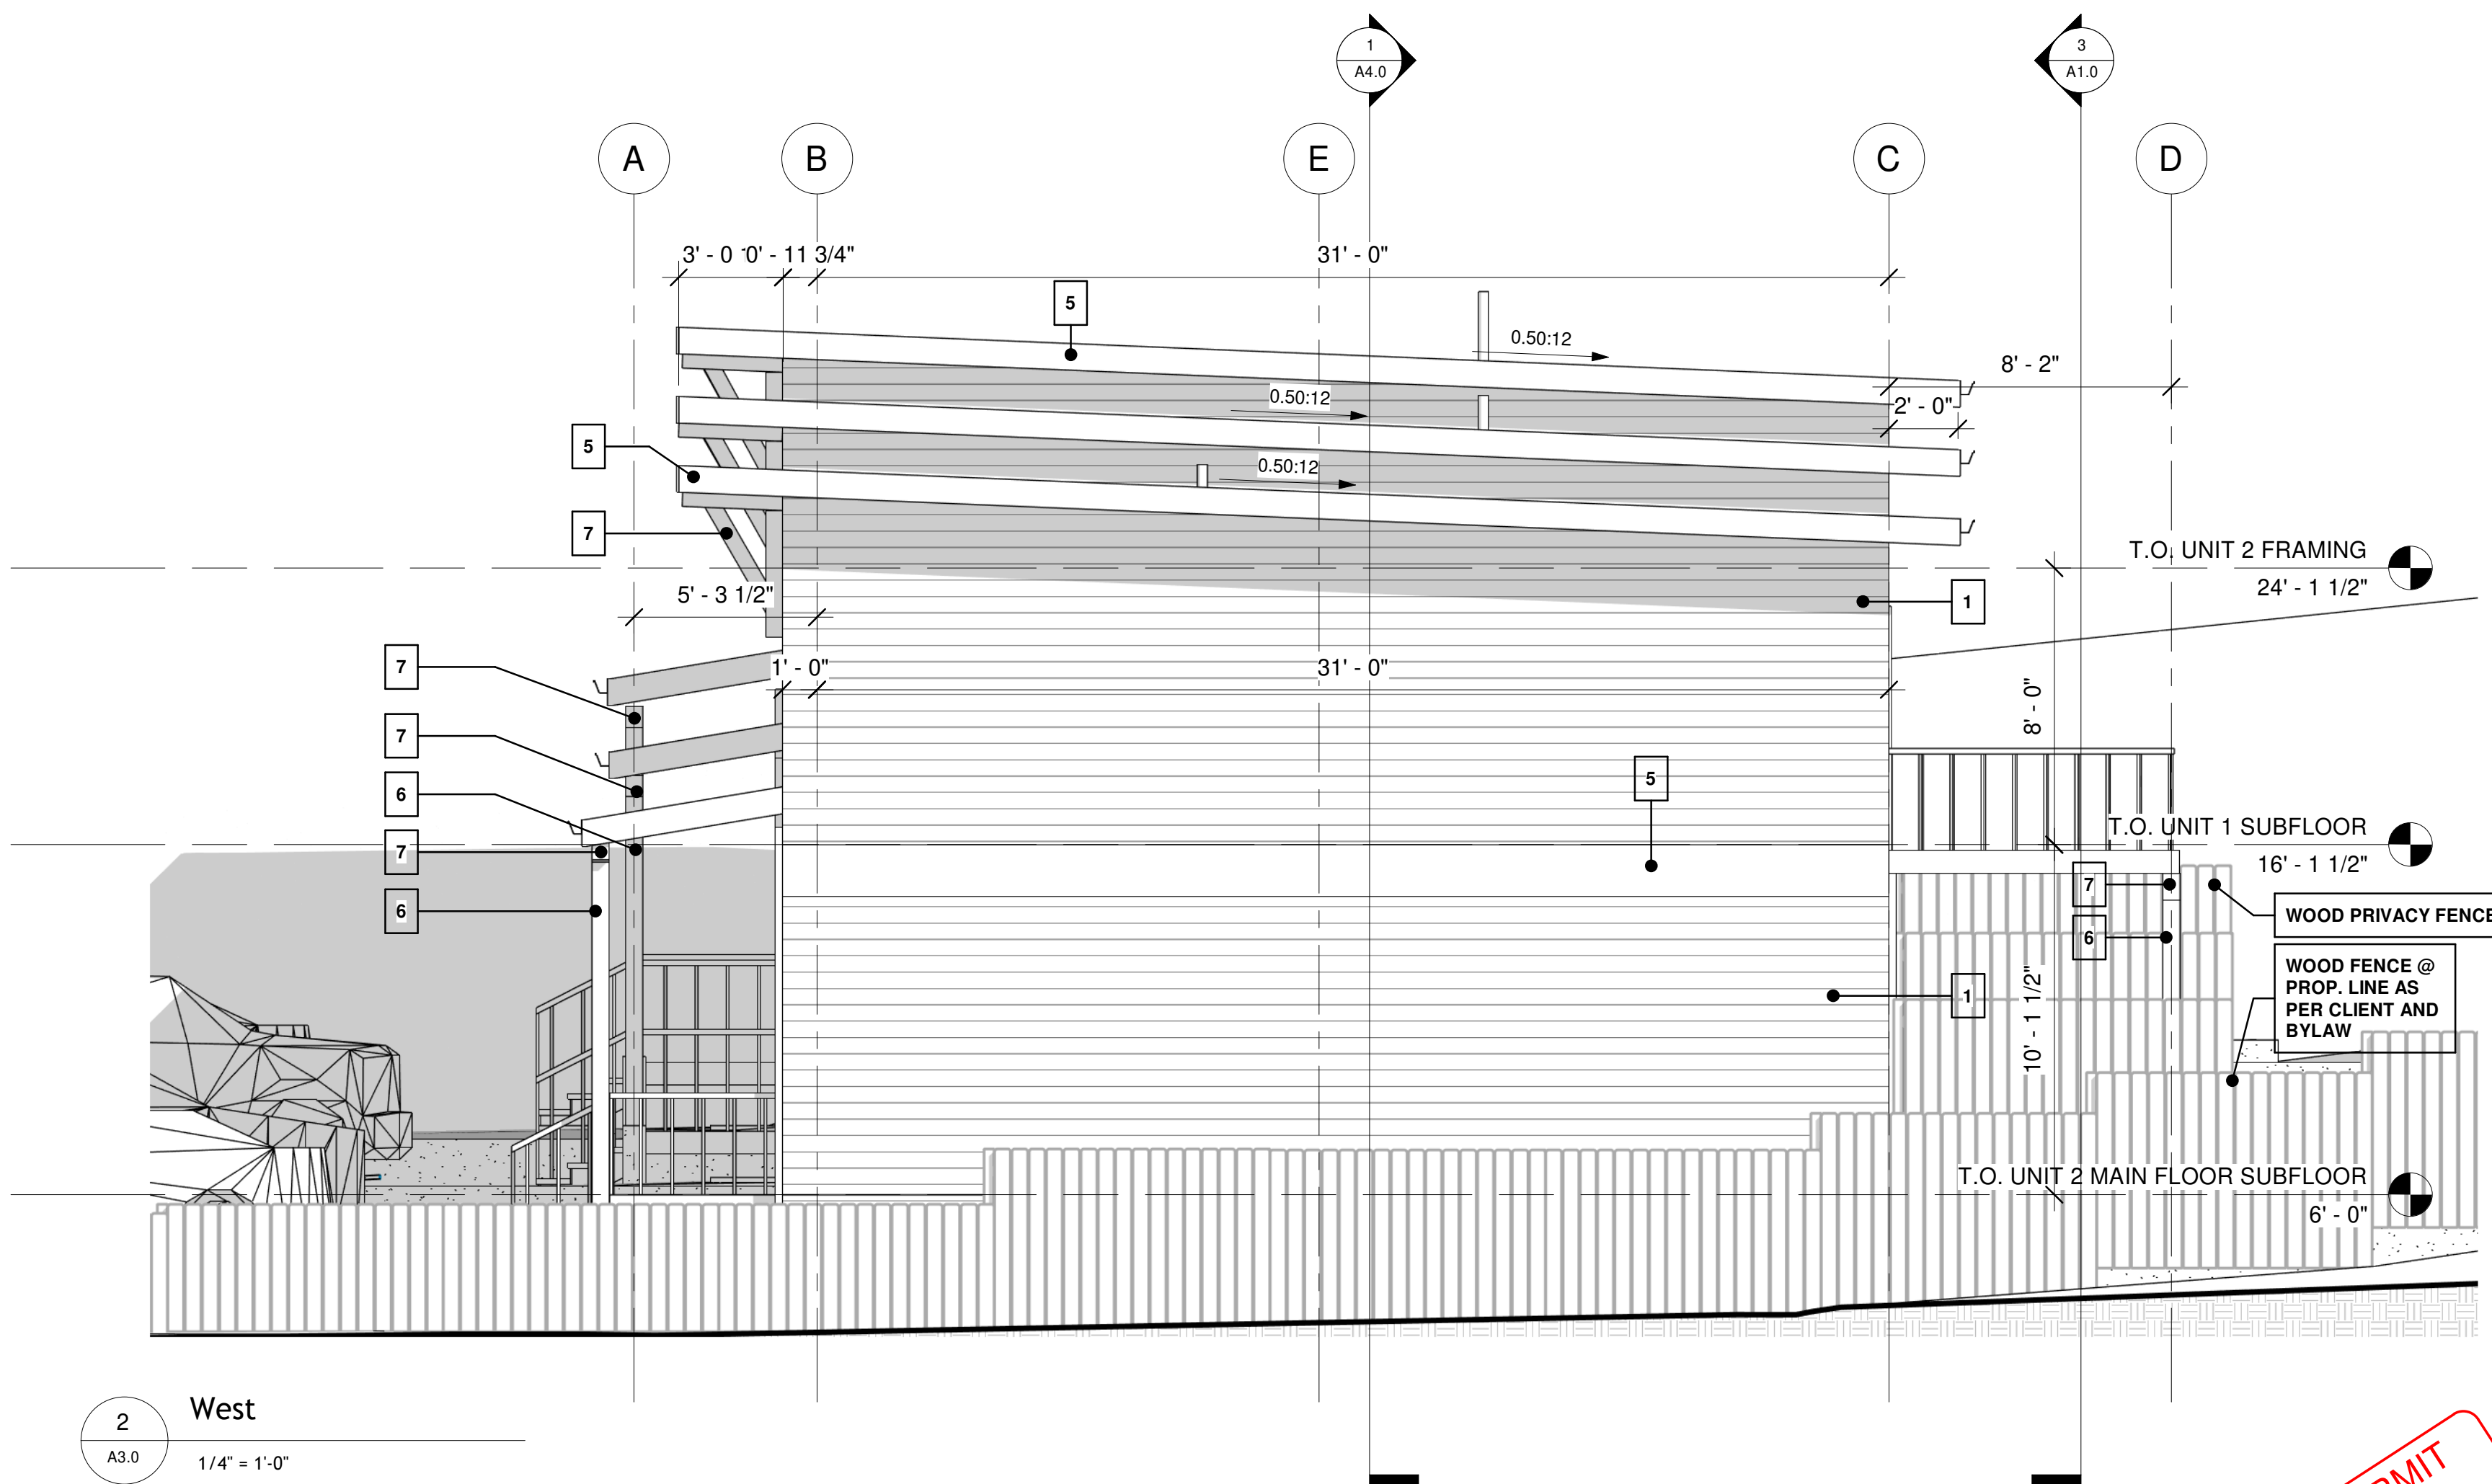 1
A4.0
3
A1.0
A
B
E
C
D
3' - 0
0' - 11 3/4"
31' - 0"
5
0.50:12
8' - 2"
0.50:12
2' - 0"
5
0.50:12
7
T.O. UNIT 2 FRAMING
24' - 1 1/2"
5' - 3 1/2"
1
7
1' - 0"
31' - 0"
8' - 0"
7
5
6
T.O. UNIT 1 SUBFLOOR
16' - 1 1/2"
7
7
6
WOOD PRIVACY FENCE
6
WOOD FENCE @
PROP. LINE AS
PER CLIENT AND
BYLAW
1
10' - 1 1/2"
T.O. UNIT 2 MAIN FLOOR SUBFLOOR
6' - 0"
2
A3.0
West
1/4" = 1'-0"